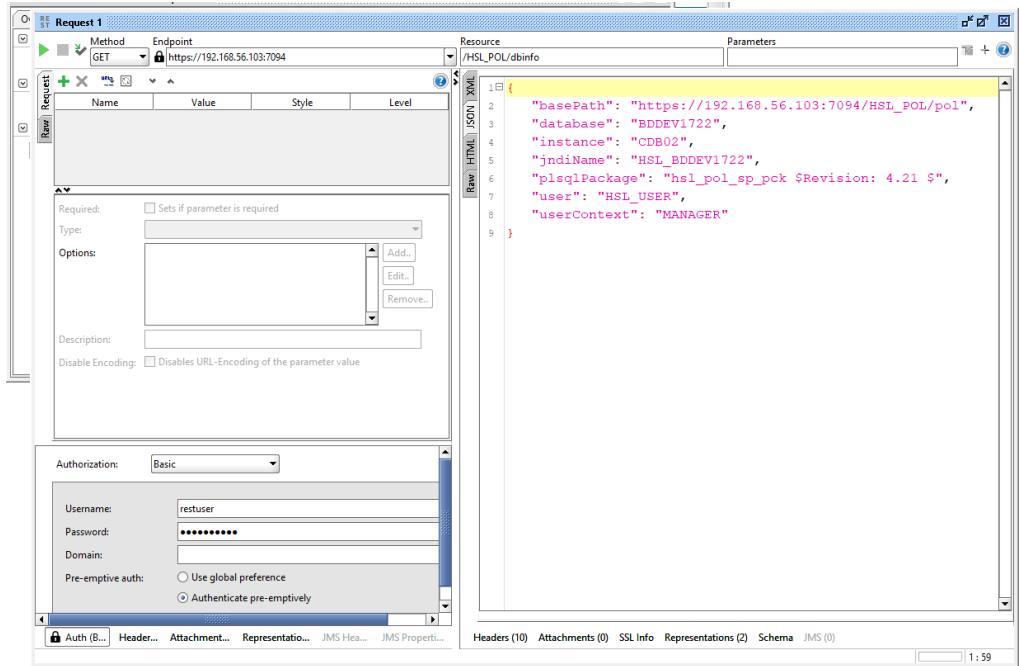 REST Request 1
Method Endpoint Resource Parameters
GET https://192.168.56.103:7094 /HSL_POL/dbinfo
Request
Raw
Name Value Style Level
Required: Sets if parameter is required
Type:
Options: Add..
Edit..
Remove..
Description:
Disable Encoding: Disables URL-Encoding of the parameter value
Authorization: Basic
Username: restuser
Password: ●●●●●●●●●●
Domain:
Pre-emptive auth: Use global preference
Authenticate pre-emptively
Auth (B... Header... Attachment... Representatio... JMS Hea... JMS Properti...
XML
JSON
HTML
Raw
1 {
2 "basePath": "https://192.168.56.103:7094/HSL_POL/pol",
3 "database": "BDDEV1722",
4 "instance": "CDB02",
5 "jndiName": "HSL_BDDEV1722",
6 "plsqlPackage": "hsl_pol_sp_pck $Revision: 4.21 $",
7 "user": "HSL_USER",
8 "userContext": "MANAGER"
9 }
Headers (10) Attachments (0) SSL Info Representations (2) Schema JMS (0)
1 : 59